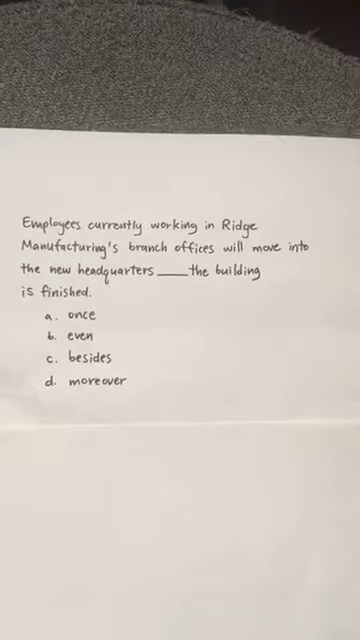 Employees currently working in Ridge
Manufacturing's branch offices will move into
the new headquarters ____ the building
is finished.
a. once
b. even
c. besides
d. moreover